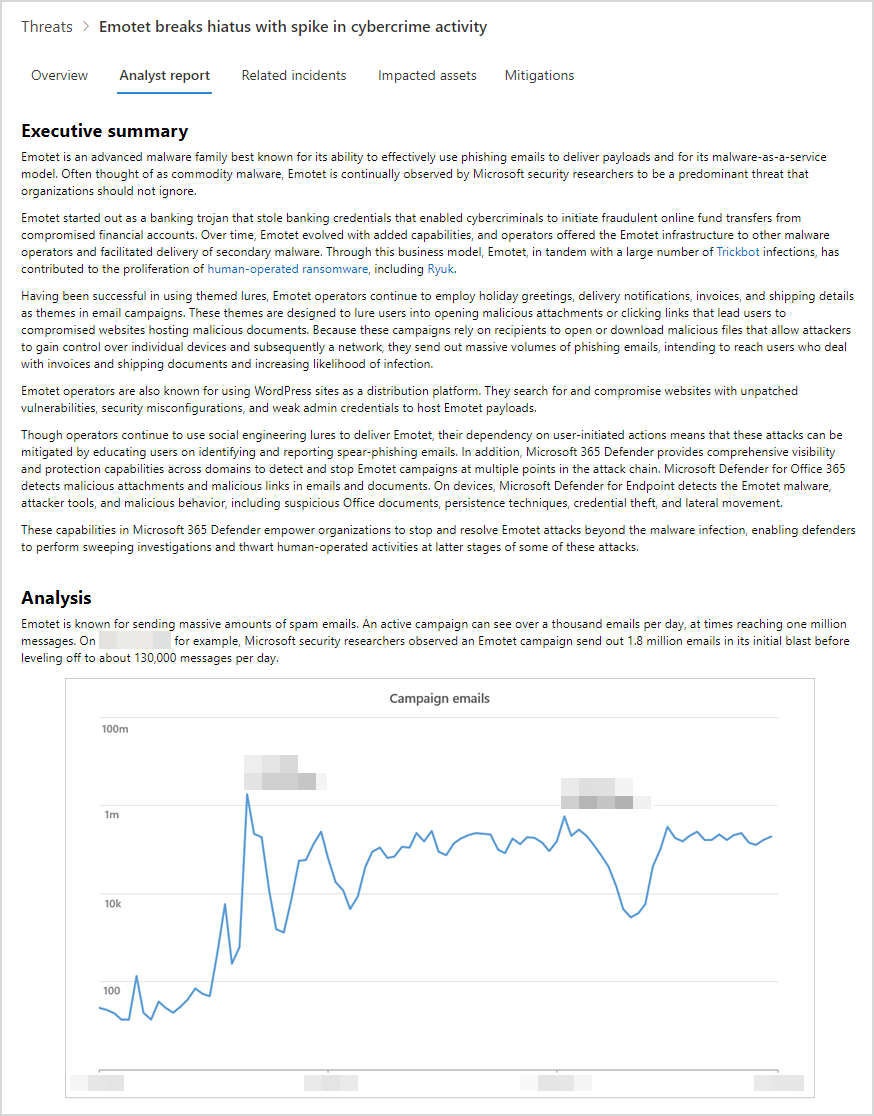 Threats > Emotet breaks hiatus with spike in cybercrime activity
Overview Analyst report Related incidents Impacted assets Mitigations
Executive summary
Emotet is an advanced malware family best known for its ability to effectively use phishing emails to deliver payloads and for its malware-as-a-service
model. Often thought of as commodity malware, Emotet is continually observed by Microsoft security researchers to be a predominant threat that
organizations should not ignore.
Emotet started out as a banking trojan that stole banking credentials that enabled cybercriminals to initiate fraudulent online fund transfers from
compromised financial accounts. Over time, Emotet evolved with added capabilities, and operators offered the Emotet infrastructure to other malware
operators and facilitated delivery of secondary malware. Through this business model, Emotet, in tandem with a large number of Trickbot infections, has
contributed to the proliferation of human-operated ransomware, including Ryuk.
Having been successful in using themed lures, Emotet operators continue to employ holiday greetings, delivery notifications, invoices, and shipping details
as themes in email campaigns. These themes are designed to lure users into opening malicious attachments or clicking links that lead users to
compromised websites hosting malicious documents. Because these campaigns rely on recipients to open or download malicious files that allow attackers
to gain control over individual devices and subsequently a network, they send out massive volumes of phishing emails, intending to reach users who deal
with invoices and shipping documents and increasing likelihood of infection.
Emotet operators are also known for using WordPress sites as a distribution platform. They search for and compromise websites with unpatched
vulnerabilities, security misconfigurations, and weak admin credentials to host Emotet payloads.
Though operators continue to use social engineering lures to deliver Emotet, their dependency on user-initiated actions means that these attacks can be
mitigated by educating users on identifying and reporting spear-phishing emails. In addition, Microsoft 365 Defender provides comprehensive visibility
and protection capabilities across domains to detect and stop Emotet campaigns at multiple points in the attack chain. Microsoft Defender for Office 365
detects malicious attachments and malicious links in emails and documents. On devices, Microsoft Defender for Endpoint detects the Emotet malware,
attacker tools, and malicious behavior, including suspicious Office documents, persistence techniques, credential theft, and lateral movement.
These capabilities in Microsoft 365 Defender empower organizations to stop and resolve Emotet attacks beyond the malware infection, enabling defenders
to perform sweeping investigations and thwart human-operated activities at latter stages of some of these attacks.
Analysis
Emotet is known for sending massive amounts of spam emails. An active campaign can see over a thousand emails per day, at times reaching one million
messages. On for example, Microsoft security researchers observed an Emotet campaign send out 1.8 million emails in its initial blast before
leveling off to about 130,000 messages per day.
Campaign emails
100m
1m
10k
100